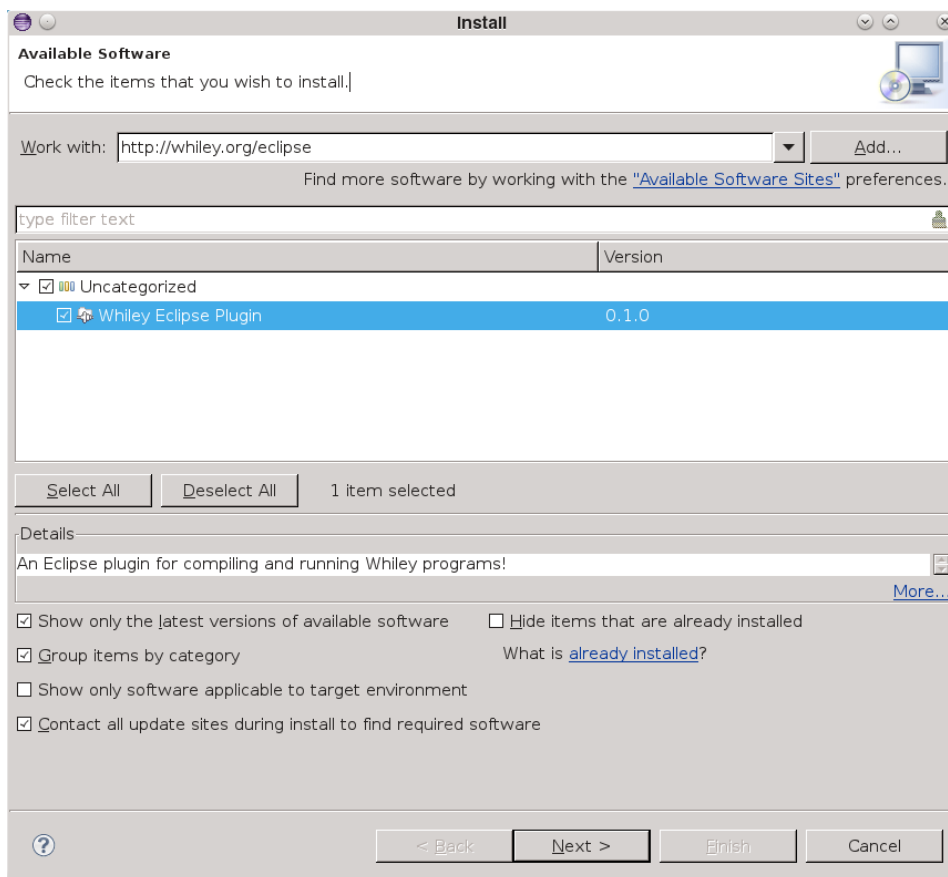 Install
Available Software
Check the items that you wish to install.
Work with: http://whiley.org/eclipse Add...
Find more software by working with the "Available Software Sites" preferences.
type filter text
Name Version
Uncategorized
Whiley Eclipse Plugin 0.1.0
Select All Deselect All 1 item selected
Details
An Eclipse plugin for compiling and running Whiley programs!
More...
Show only the latest versions of available software Hide items that are already installed
Group items by category What is already installed?
Show only software applicable to target environment
Contact all update sites during install to find required software
? < Back Next > Finish Cancel